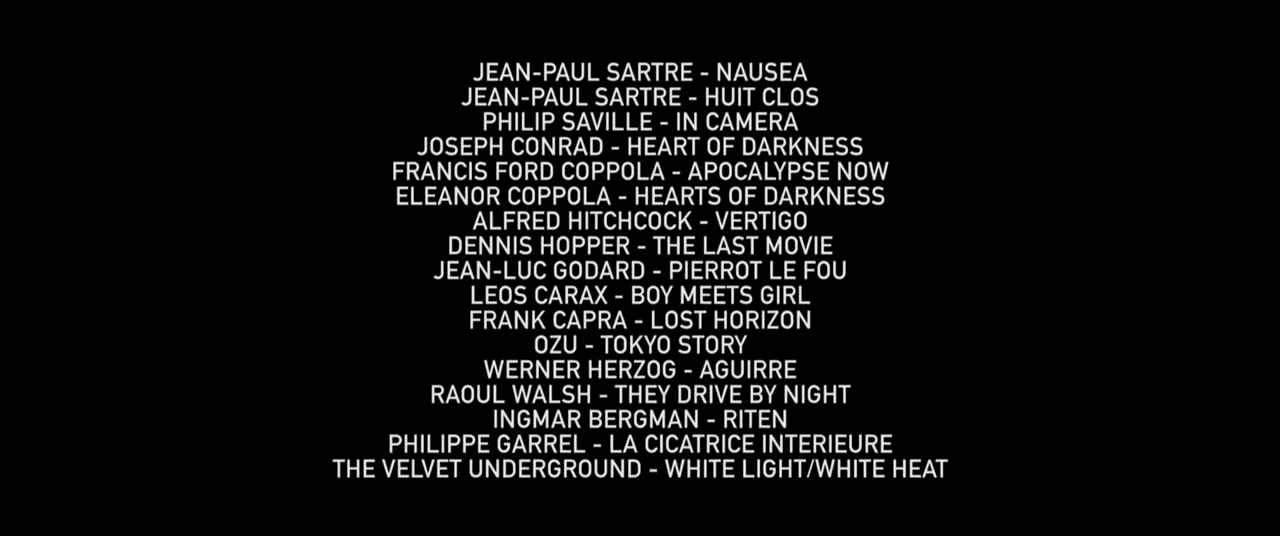 JEAN-PAUL SARTRE - NAUSEA
JEAN-PAUL SARTRE - HUIT CLOS
PHILIP SAVILLE - IN CAMERA
JOSEPH CONRAD - HEART OF DARKNESS
FRANCIS FORD COPPOLA - APOCALYPSE NOW
ELEANOR COPPOLA - HEARTS OF DARKNESS
ALFRED HITCHCOCK - VERTIGO
DENNIS HOPPER - THE LAST MOVIE
JEAN-LUC GODARD - PIERROT LE FOU
LEOS CARAX - BOY MEETS GIRL
FRANK CAPRA - LOST HORIZON
OZU - TOKYO STORY
WERNER HERZOG - AGUIRRE
RAOUL WALSH - THEY DRIVE BY NIGHT
INGMAR BERGMAN - RITEN
PHILIPPE GARREL - LA CICATRICE INTERIEURE
THE VELVET UNDERGROUND - WHITE LIGHT/WHITE HEAT